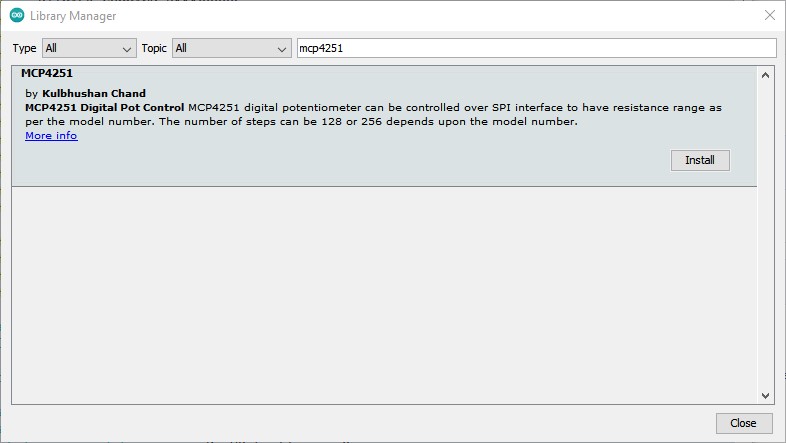 Library Manager
Type All Topic All mcp4251
MCP4251
by Kulbhushan Chand
MCP4251 Digital Pot Control MCP4251 digital potentiometer can be controlled over SPI interface to have resistance range as
per the model number. The number of steps can be 128 or 256 depends upon the model number.
More info
Install
Close